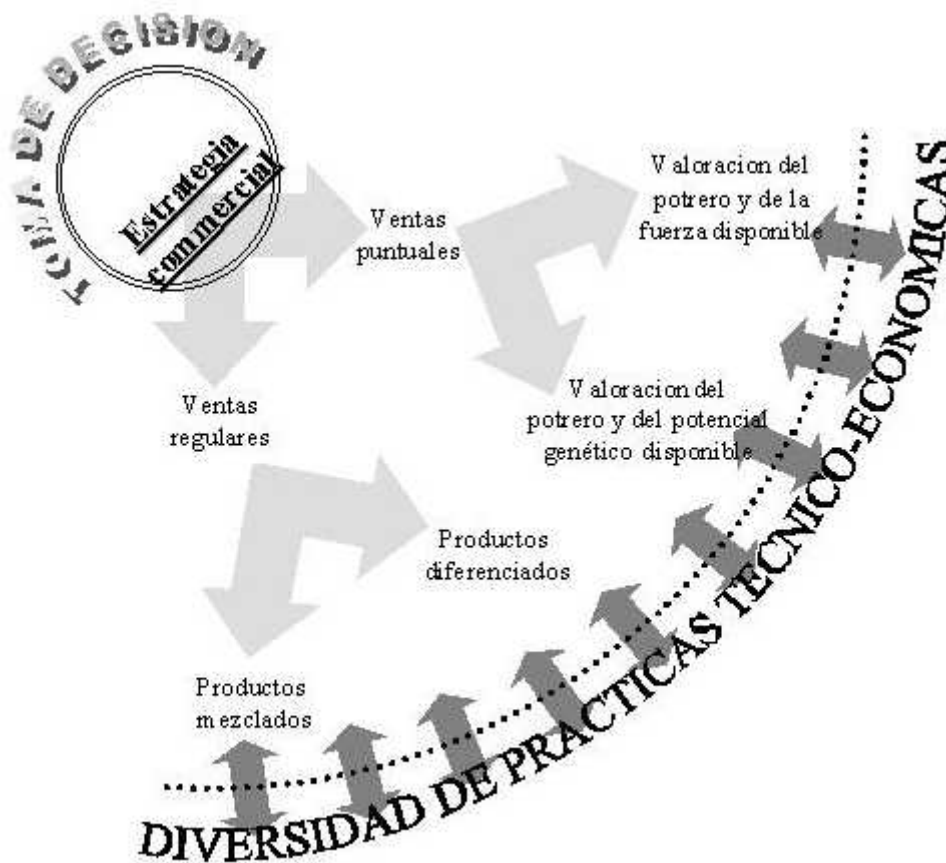 TOMA DE DECISION
Estrategia
commercial
Ventas
puntuales
Valoracion del
potrero y de la
fuerza disponible
Ventas
regulares
Valoracion del
potrero y del potencial
genético disponible
Productos
diferenciados
Productos
mezclados
DIVERSIDAD DE PRACTICAS TECNICO-ECONOMICAS